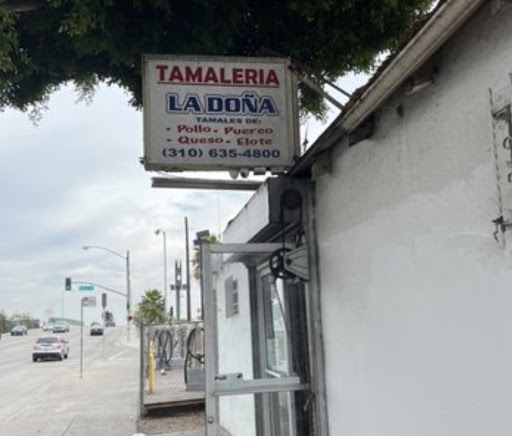 TAMALERIA
LA DOÑA
TAMALES DE:
• Pollo • Puerco
• Queso • Elote
(310) 635-4800